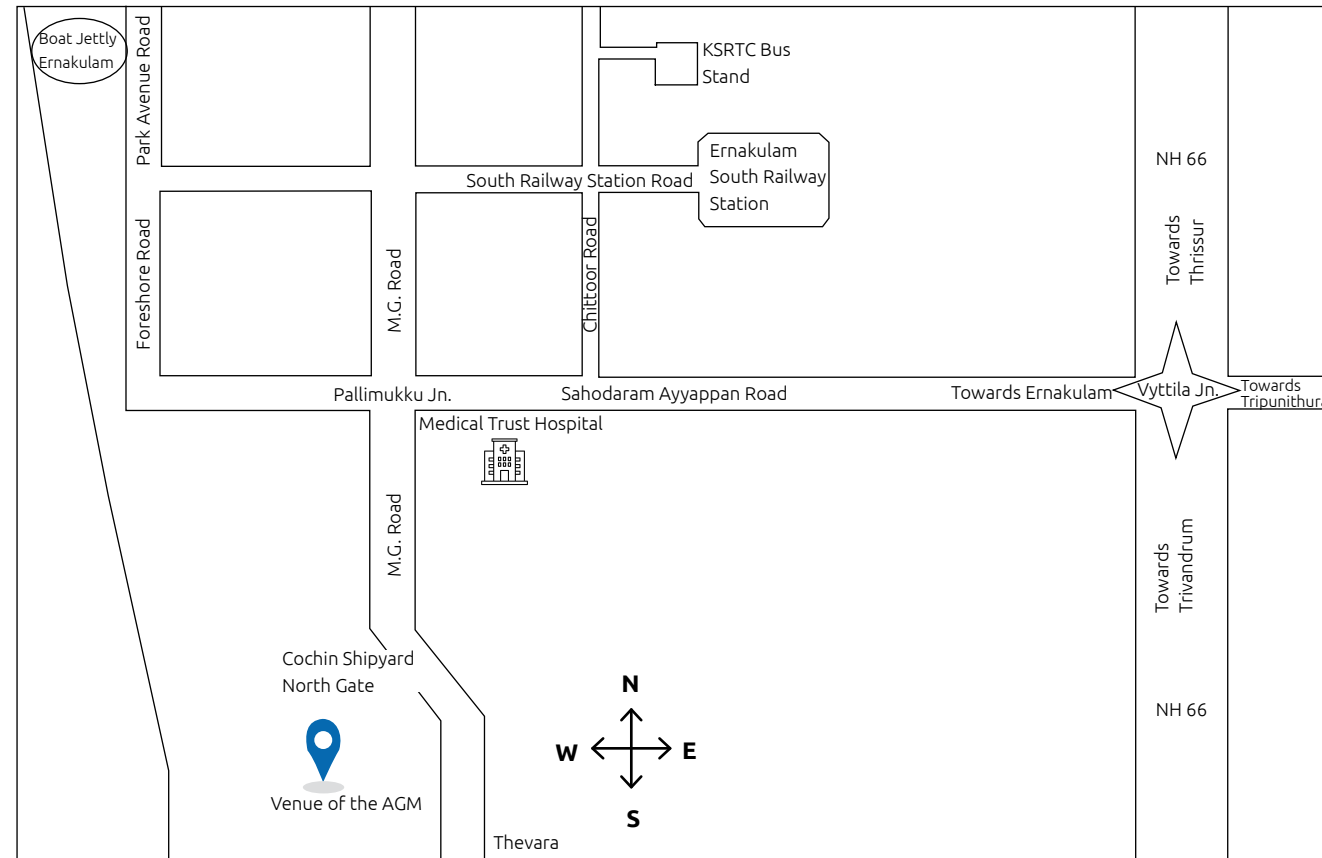 Boat Jettly
Ernakulam
Park Avenue Road
KSRTC Bus
Stand
Ernakulam
South Railway
Station
South Railway Station Road
NH 66
Towards
Thrissur
Foreshore Road
M.G. Road
Chittoor Road
Pallimukku Jn.
Sahodaram Ayyappan Road
Towards Ernakulam
Vyttila Jn.
Towards
Tripunithura
Medical Trust Hospital
M.G. Road
Towards
Trivandrum
Cochin Shipyard
North Gate
N
W
E
S
NH 66
Venue of the AGM
Thevara